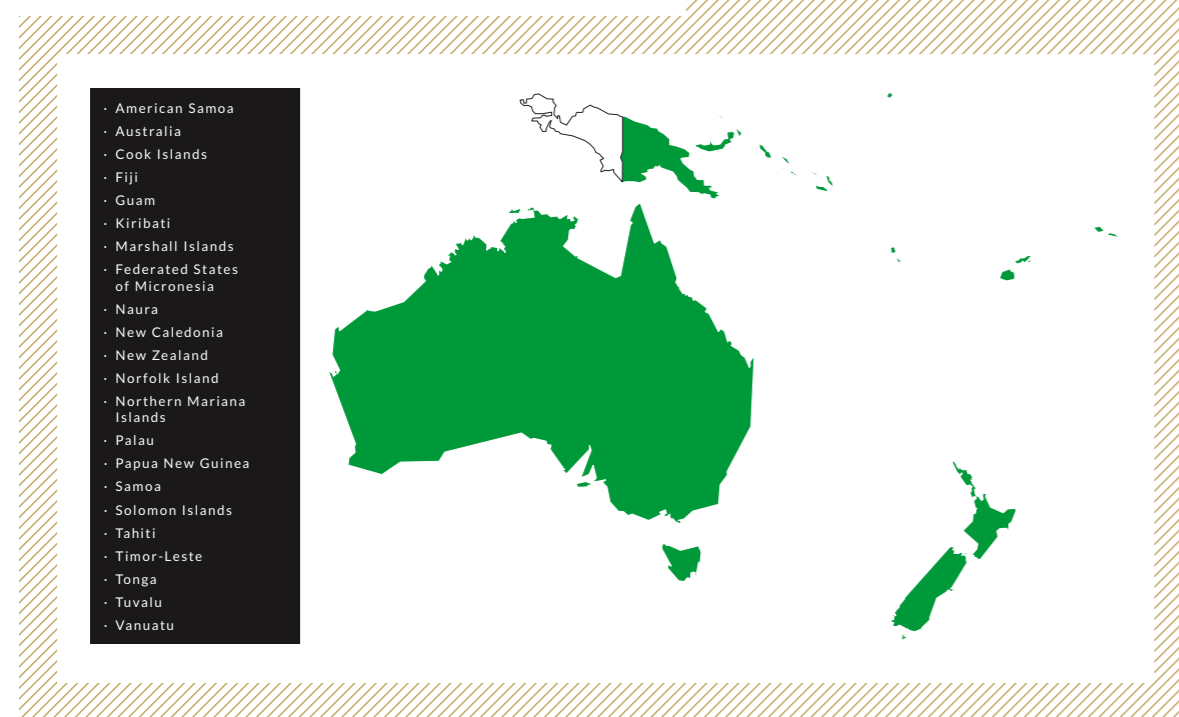 · American Samoa
· Australia
· Cook Islands
· Fiji
· Guam
· Kiribati
· Marshall Islands
· Federated States
of Micronesia
· Naura
· New Caledonia
· New Zealand
· Norfolk Island
· Northern Mariana
Islands
· Palau
· Papua New Guinea
· Samoa
· Solomon Islands
· Tahiti
· Timor-Leste
· Tonga
· Tuvalu
· Vanuatu